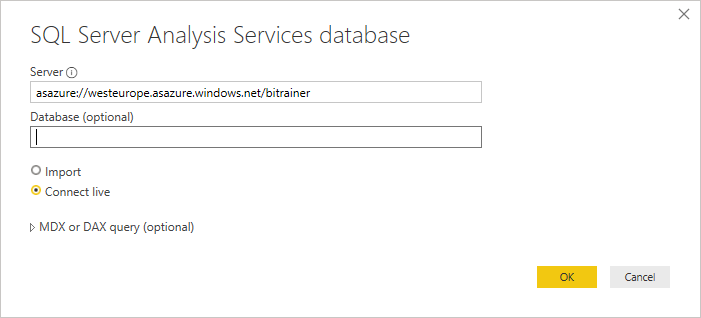 SQL Server Analysis Services database
Server
asazure://westeurope.asazure.windows.net/bitrainer
Database (optional)
Import
Connect live
MDX or DAX query (optional)
OK Cancel